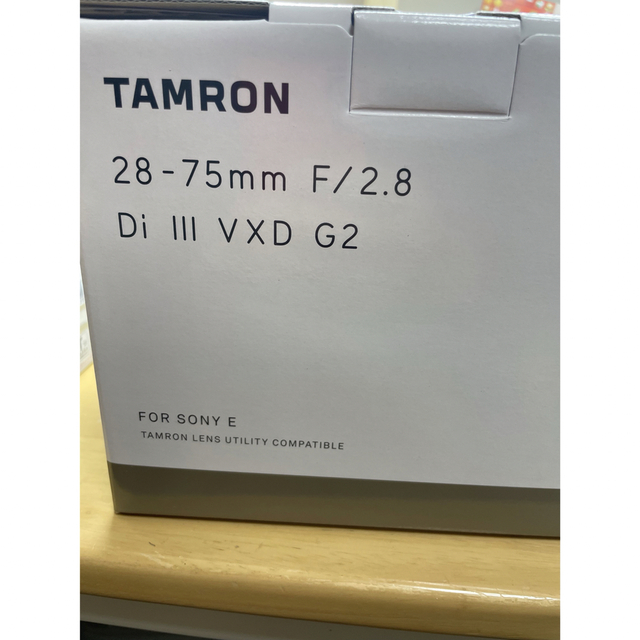 TAMRON
28-75mm F/2.8
Di III VXD G2
FOR SONY E
TAMRON LENS UTILITY COMPATIBLE